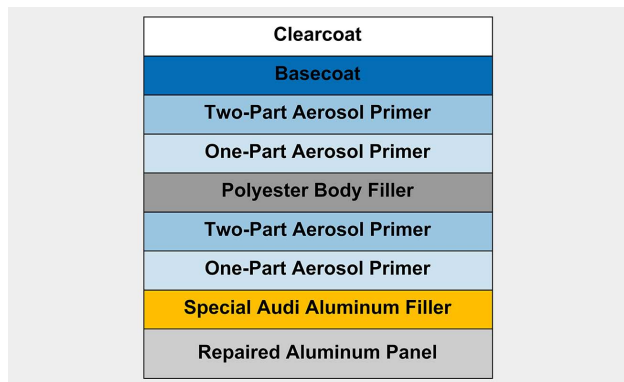 Clearcoat
Basecoat
Two-Part Aerosol Primer
One-Part Aerosol Primer
Polyester Body Filler
Two-Part Aerosol Primer
One-Part Aerosol Primer
Special Audi Aluminum Filler
Repaired Aluminum Panel